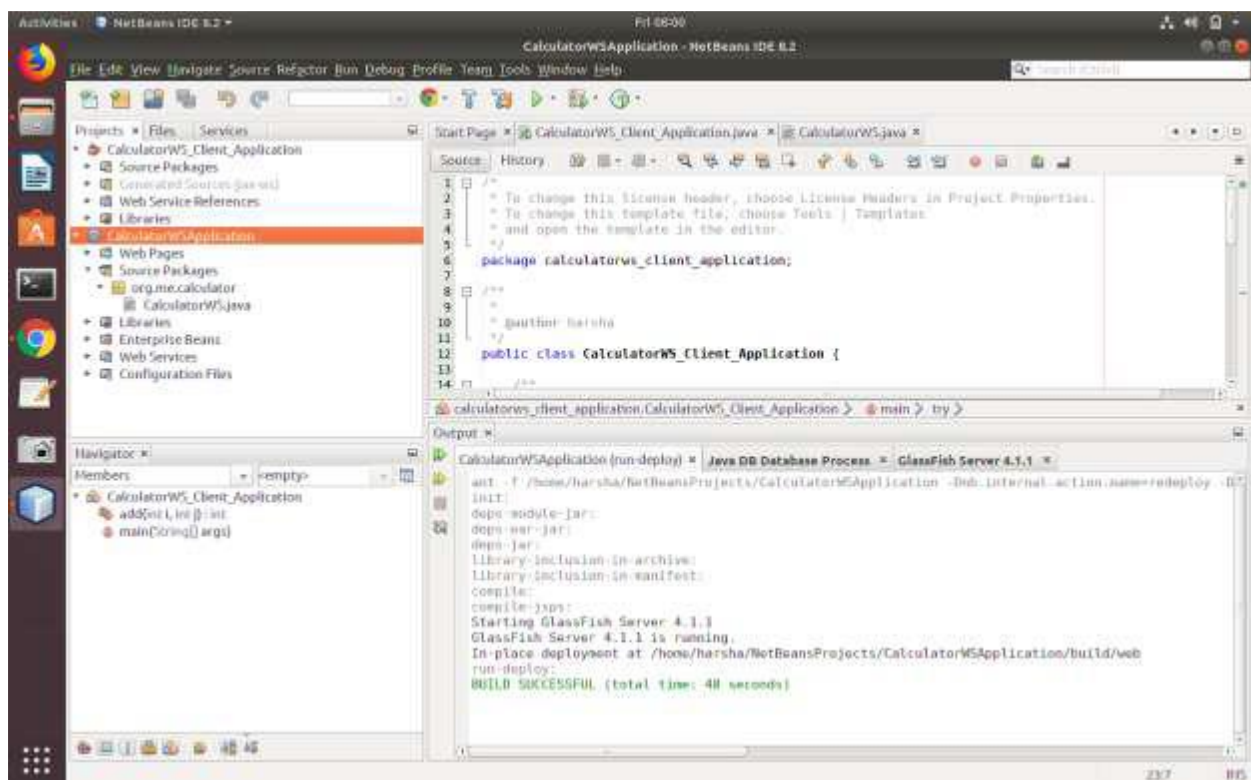 Activities NetBeans IDE 8.2
Fri 06:00
CalculatorWSApplication - NetBeans IDE 8.2
File Edit View Navigate Source Refactor Run Debug Profile Team Tools Window Help
Projects Files Services
CalculatorWS_Client_Application
Source Packages
Generated Sources (jax-ws)
Web Service References
Libraries
CalculatorWSApplication
Web Pages
Source Packages
org.me.calculator
CalculatorWS.java
Libraries
Enterprise Beans
Web Services
Configuration Files
Navigator
Members <empty>
CalculatorWS_Client_Application
add(int i, int j) : int
main(String[] args)
Start Page CalculatorWS_Client_Application.java CalculatorWS.java
Source History
1 /*
2 * To change this license header, choose License Headers in Project Properties.
3 * To change this template file, choose Tools | Templates
4 * and open the template in the editor.
5 */
6 package calculatorws_client_application;
7
8 /**
9 *
10 * @author harsha
11 */
12 public class CalculatorWS_Client_Application {
13
14 /**
calculatorws_client_application.CalculatorWS_Client_Application main try
Output
CalculatorWSApplication (run-deploy) Java DB Database Process GlassFish Server 4.1.1
ant -f /home/harsha/NetBeansProjects/CalculatorWSApplication -Dnb.internal.action.name=redeploy
init:
deps-module-jar:
deps-ear-jar:
deps-jar:
library-inclusion-in-archive:
library-inclusion-in-manifest:
compile:
compile-jsps:
Starting GlassFish Server 4.1.1
GlassFish Server 4.1.1 is running.
In-place deployment at /home/harsha/NetBeansProjects/CalculatorWSApplication/build/web
run-deploy:
BUILD SUCCESSFUL (total time: 48 seconds)
23:7 INS